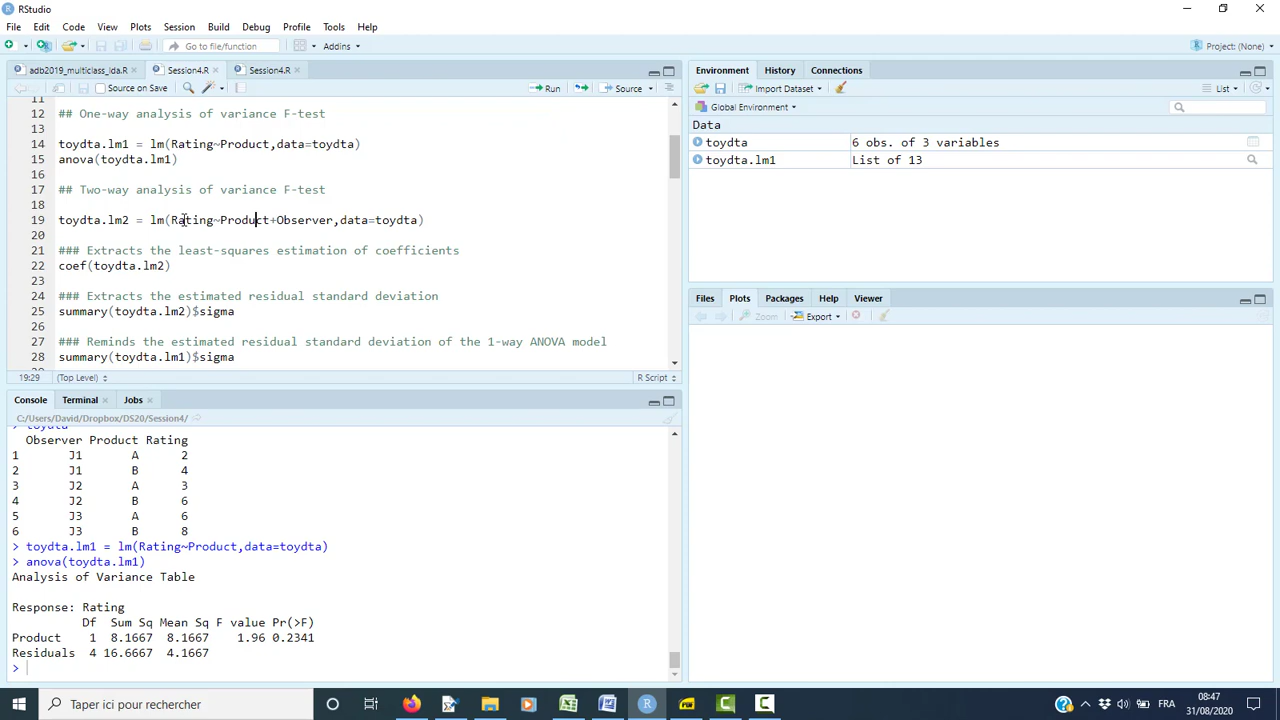 RStudio
File Edit Code View Plots Session Build Debug Profile Tools Help
Go to file/function Addins Project: (None)
adb2019_multiclass_lda.R Session4.R Session4.R
Source on Save Run Source
11
12 ## One-way analysis of variance F-test
13
14 toydta.lm1 = lm(Rating~Product,data=toydta)
15 anova(toydta.lm1)
16
17 ## Two-way analysis of variance F-test
18
19 toydta.lm2 = lm(Rating~Product+Observer,data=toydta)
20
21 ### Extracts the least-squares estimation of coefficients
22 coef(toydta.lm2)
23
24 ### Extracts the estimated residual standard deviation
25 summary(toydta.lm2)$sigma
26
27 ### Reminds the estimated residual standard deviation of the 1-way ANOVA model
28 summary(toydta.lm1)$sigma
19:29 (Top Level) R Script
Console Terminal Jobs
C:/Users/David/Dropbox/DS20/Session4/
> toydta
Observer Product Rating
1 J1 A 2
2 J1 B 4
3 J2 A 3
4 J2 B 6
5 J3 A 6
6 J3 B 8
> toydta.lm1 = lm(Rating~Product,data=toydta)
> anova(toydta.lm1)
Analysis of Variance Table
Response: Rating
Df Sum Sq Mean Sq F value Pr(>F)
Product 1 8.1667 8.1667 1.96 0.2341
Residuals 4 16.6667 4.1667
>
Environment History Connections
Import Dataset List
Global Environment
Data
toydta 6 obs. of 3 variables
toydta.lm1 List of 13
Files Plots Packages Help Viewer
Zoom Export
Taper ici pour rechercher
FRA
08:47
31/08/2020